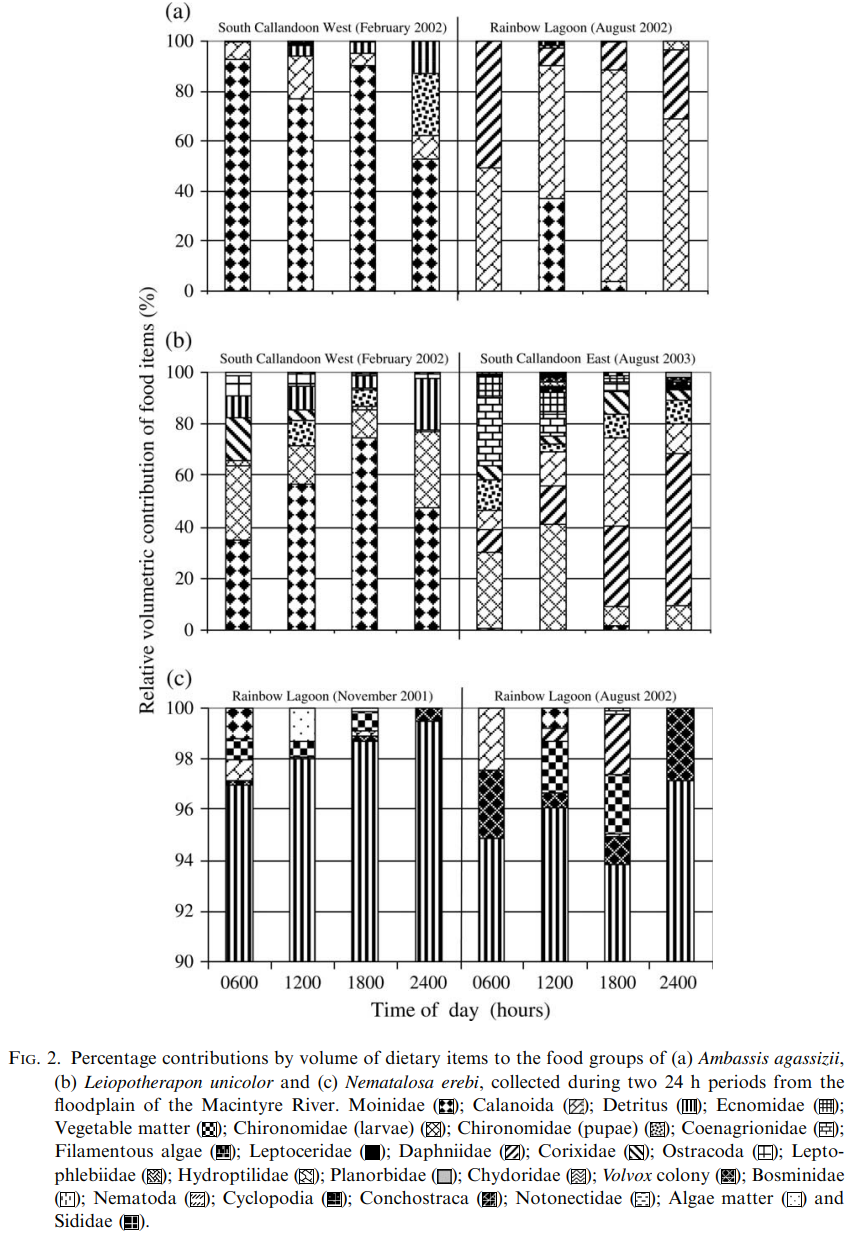 (a)
South Callandoon West (February 2002) Rainbow Lagoon (August 2002)
100
80
60
40
20
0
(b)
South Callandoon West (February 2002) South Callandoon East (August 2003)
100
80
60
40
20
0
(c)
Rainbow Lagoon (November 2001) Rainbow Lagoon (August 2002)
100
98
96
94
92
90
Relative volumetric contribution of food items (%)
0600 1200 1800 2400 0600 1200 1800 2400
Time of day (hours)
FIG. 2. Percentage contributions by volume of dietary items to the food groups of (a) Ambassis agassizii,
(b) Leiopotherapon unicolor and (c) Nematalosa erebi, collected during two 24 h periods from the
floodplain of the Macintyre River. Moinidae ( ); Calanoida ( ); Detritus ( ); Ecnomidae ( );
Vegetable matter ( ); Chironomidae (larvae) ( ); Chironomidae (pupae) ( ); Coenagrionidae ( );
Filamentous algae ( ); Leptoceridae ( ); Daphniidae ( ); Corixidae ( ); Ostracoda ( ); Lepto-
phlebiidae ( ); Hydroptilidae ( ); Planorbidae ( ); Chydoridae ( ); Volvox colony ( ); Bosminidae
( ); Nematoda ( ); Cyclopodia ( ); Conchostraca ( ); Notonectidae ( ); Algae matter ( ) and
Sididae ( ).